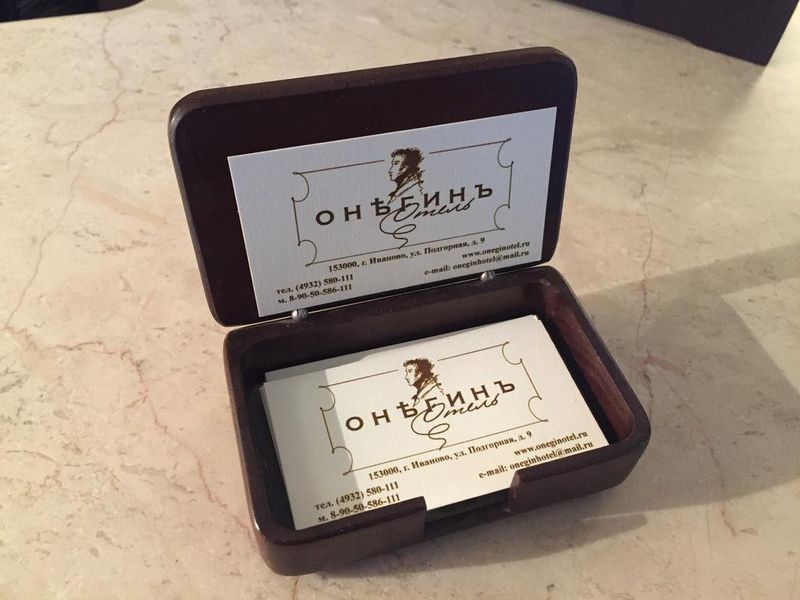 ОНѢГИНЪ
Отель
153000, г. Иваново, ул. Подгорная, д. 9
тел. (4932) 580-111
www.oneginotel.ru
м. 8-90-50-586-111
e-mail: oneginhotel@mail.ru
ОНѢГИНЪ
Отель
153000, г. Иваново, ул. Подгорная, д. 9
тел. (4932) 580-111
www.oneginotel.ru
м. 8-90-50-586-111
e-mail: oneginhotel@mail.ru